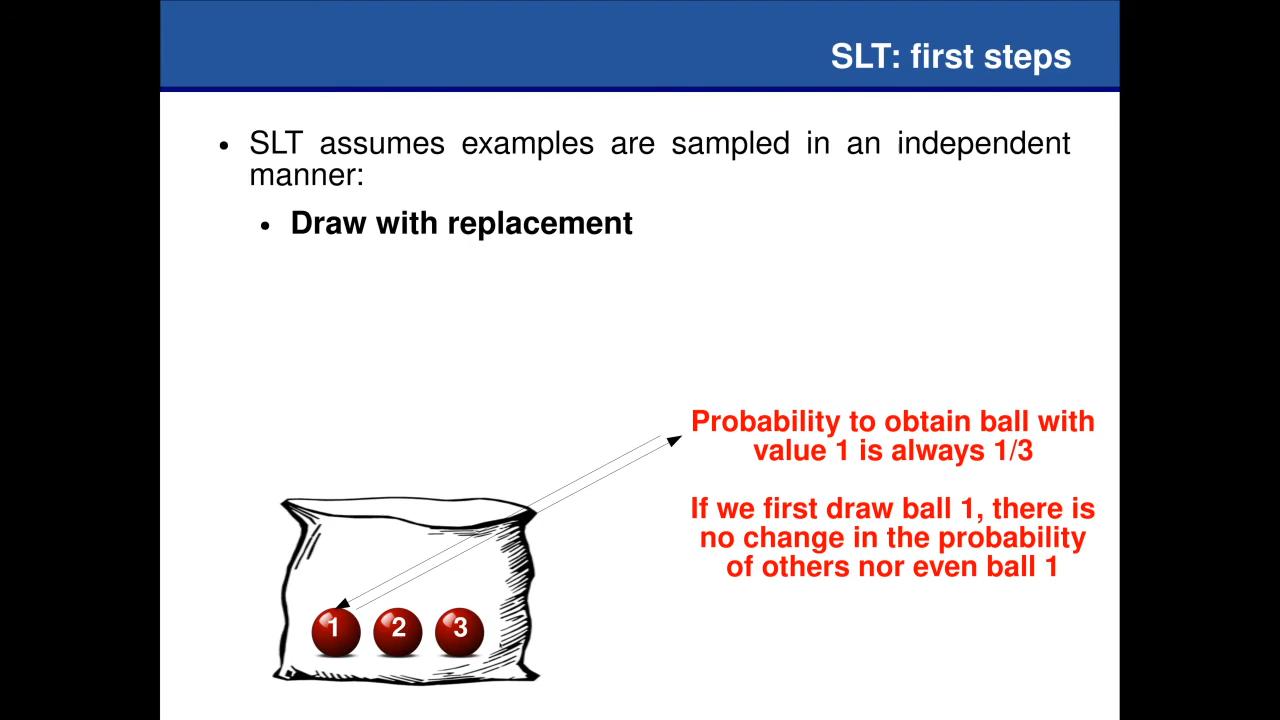 SLT: first steps
• SLT assumes examples are sampled in an independent
manner:
• Draw with replacement
Probability to obtain ball with
value 1 is always 1/3
If we first draw ball 1, there is
no change in the probability
of others nor even ball 1
1 2 3